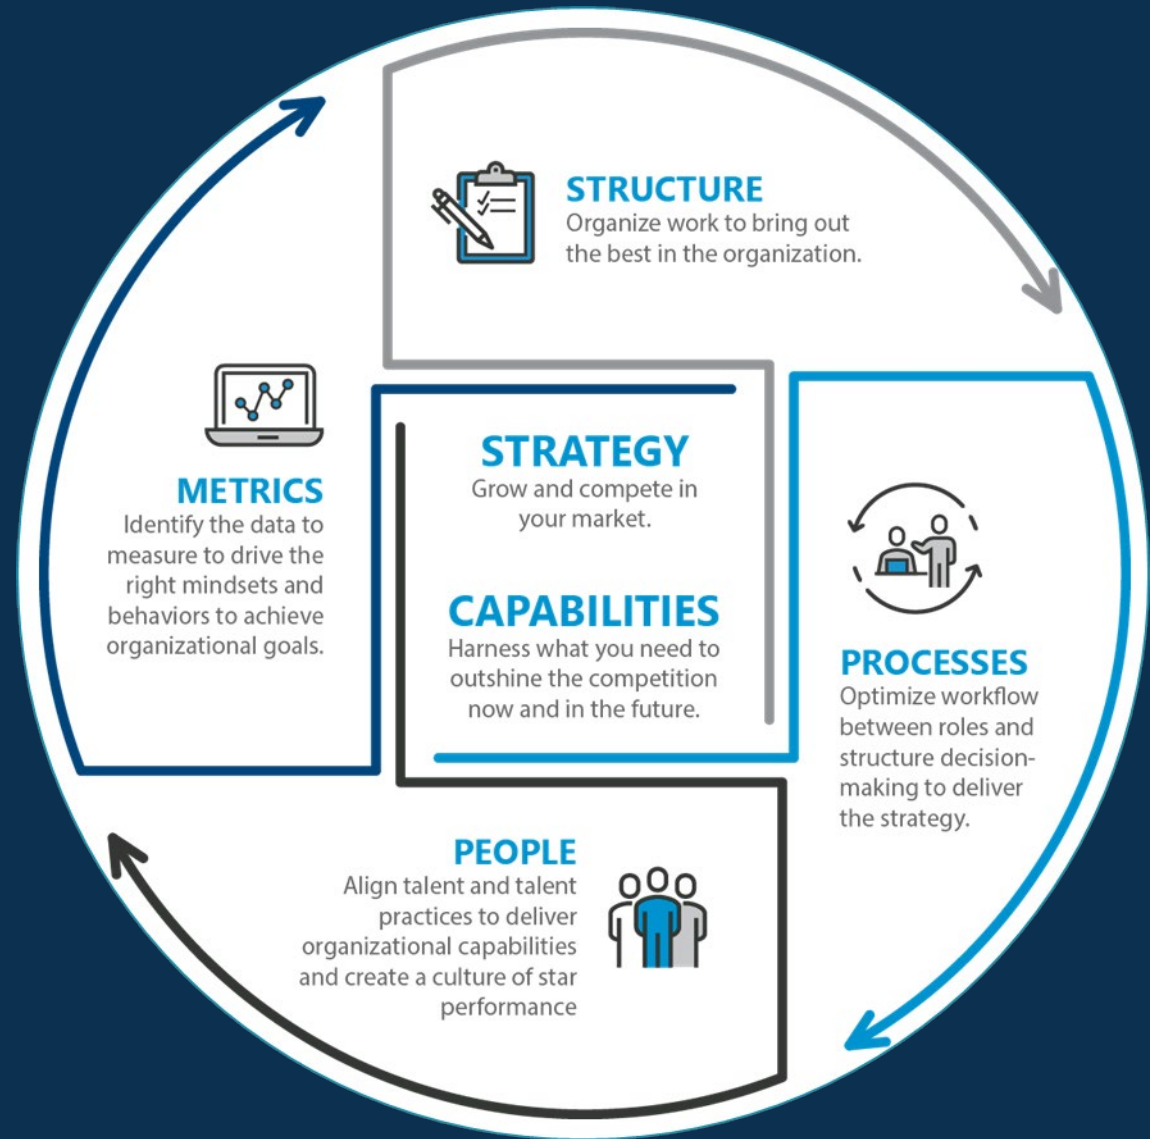 STRUCTURE
Organize work to bring out
the best in the organization.
METRICS
Identify the data to
measure to drive the
right mindsets and
behaviors to achieve
organizational goals.
STRATEGY
Grow and compete in
your market.
CAPABILITIES
Harness what you need to
outshine the competition
now and in the future.
PROCESSES
Optimize workflow
between roles and
structure decision-
making to deliver
the strategy.
PEOPLE
Align talent and talent
practices to deliver
organizational capabilities
and create a culture of star
performance